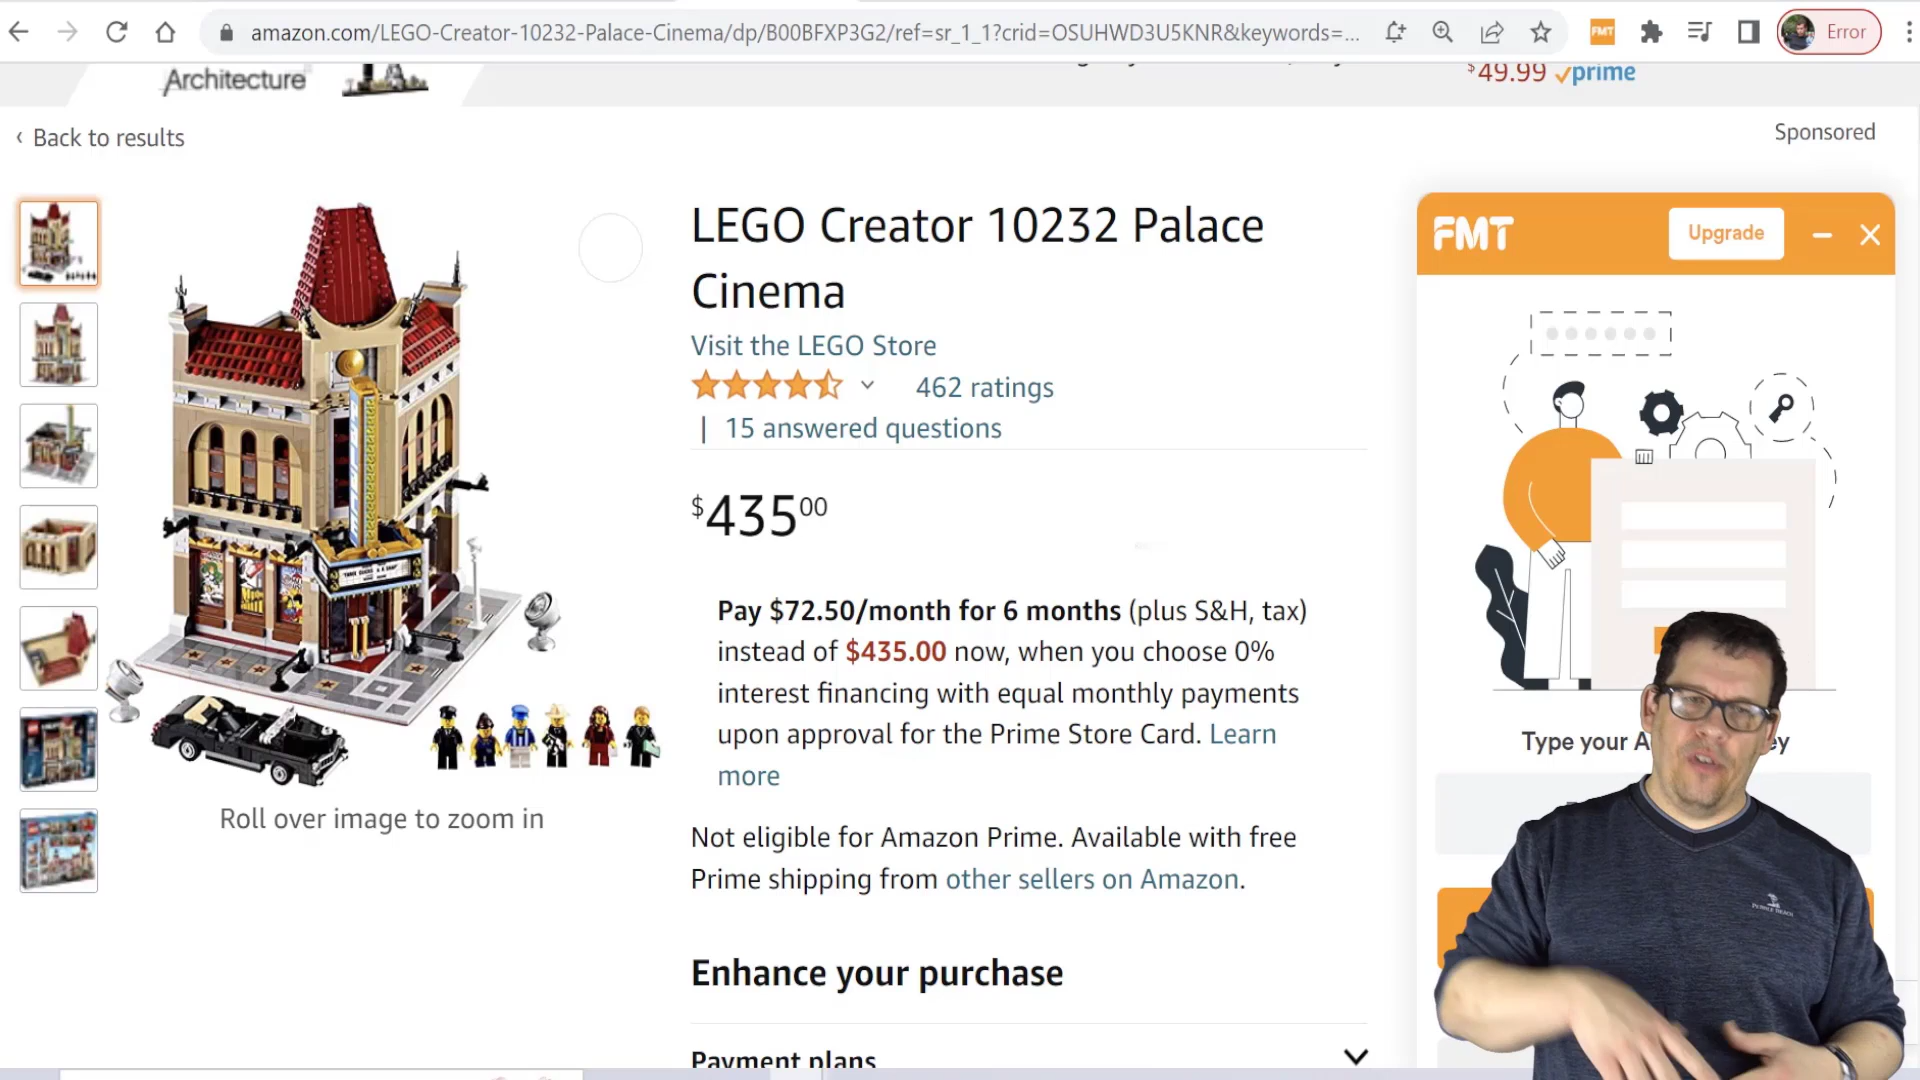 amazon.com/LEGO-Creator-10232-Palace-Cinema/dp/B00BFXP3G2/ref=sr_1_1?crid=OSUHWD3U5KNR&keywords=...
FMT
Error
Architecture
$49.99 prime
‹ Back to results
Sponsored
LEGO Creator 10232 Palace
Cinema
Visit the LEGO Store
462 ratings
| 15 answered questions
$43500
Pay $72.50/month for 6 months (plus S&H, tax)
instead of $435.00 now, when you choose 0%
interest financing with equal monthly payments
upon approval for the Prime Store Card. Learn
more
Not eligible for Amazon Prime. Available with free
Prime shipping from other sellers on Amazon.
Enhance your purchase
Payment plans
Roll over image to zoom in
FMT
Upgrade
Type your
PEBBLE BEACH